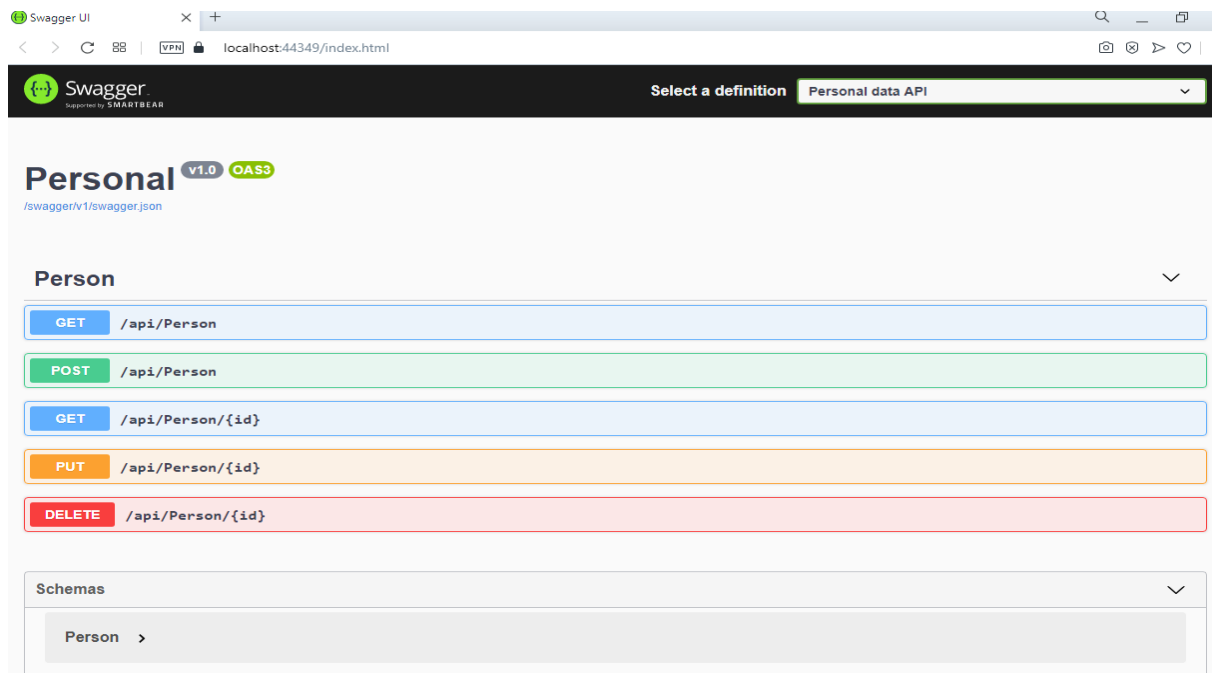 Swagger UI
VPN localhost:44349/index.html
Swagger.
Supported by SMARTBEAR
Select a definition Personal data API
Personal v1.0 OAS3
/swagger/v1/swagger.json
Person
GET /api/Person
POST /api/Person
GET /api/Person/{id}
PUT /api/Person/{id}
DELETE /api/Person/{id}
Schemas
Person